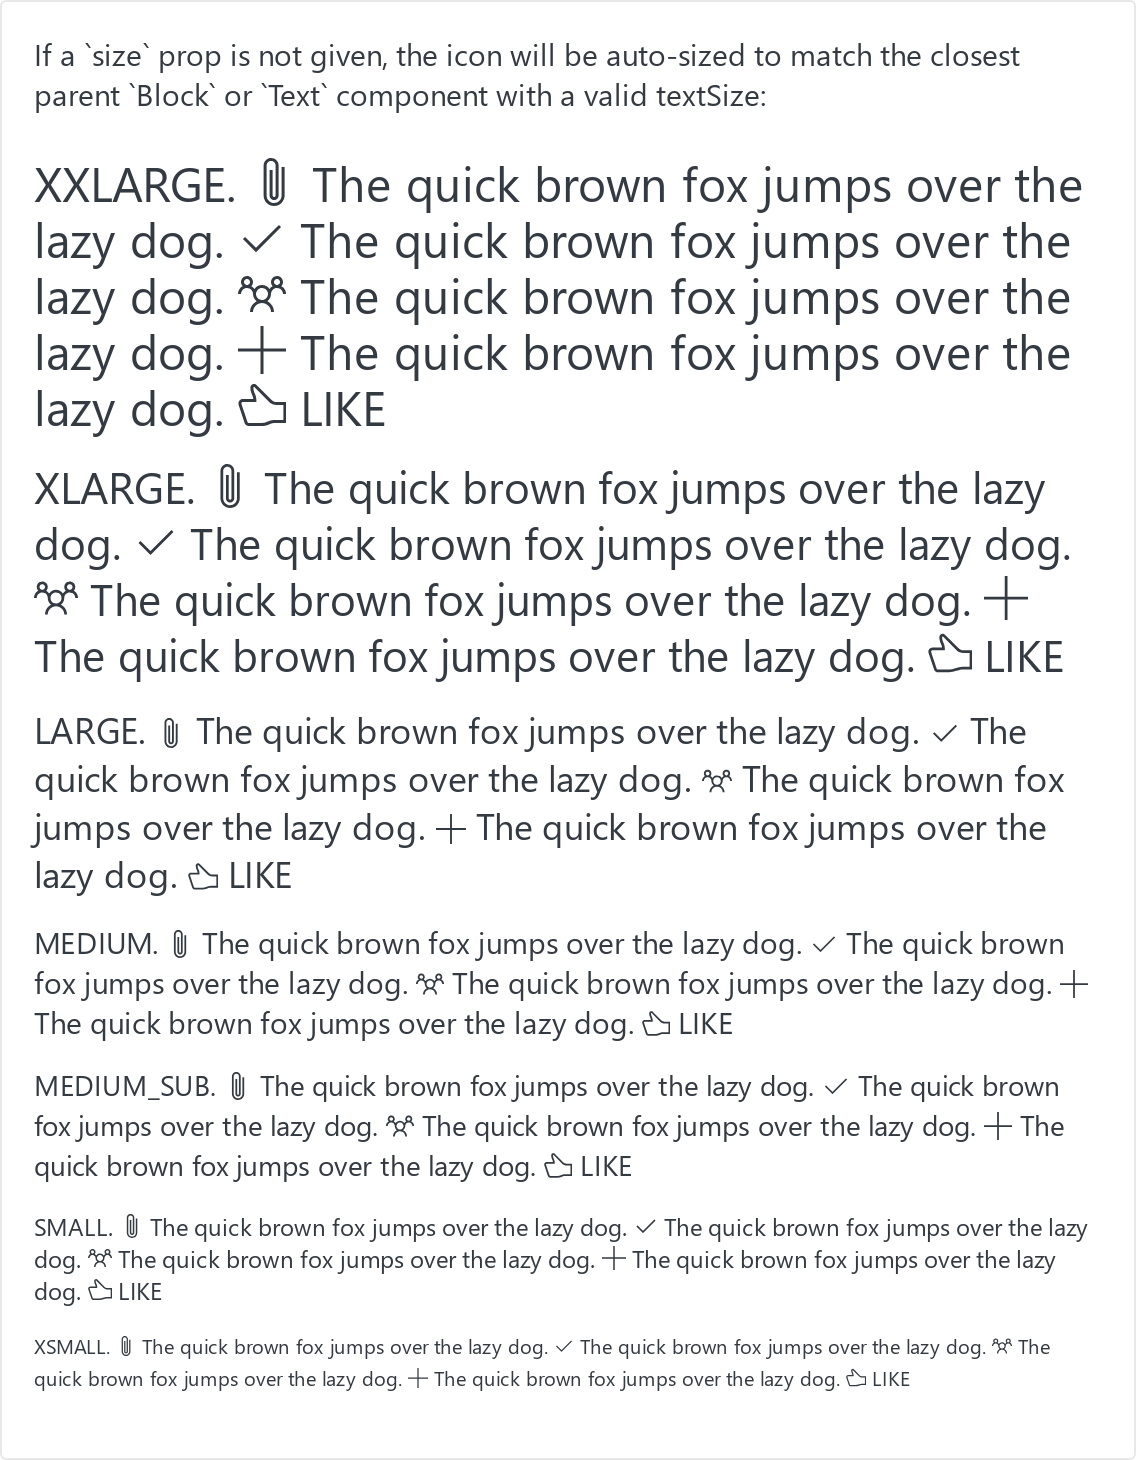 If a `size` prop is not given, the icon will be auto-sized to match the closest
parent `Block` or `Text` component with a valid textSize:
XXLARGE. The quick brown fox jumps over the
lazy dog. The quick brown fox jumps over the
lazy dog. The quick brown fox jumps over the
lazy dog. The quick brown fox jumps over the
lazy dog. LIKE
XLARGE. The quick brown fox jumps over the lazy
dog. The quick brown fox jumps over the lazy dog.
The quick brown fox jumps over the lazy dog.
The quick brown fox jumps over the lazy dog. LIKE
LARGE. The quick brown fox jumps over the lazy dog. The
quick brown fox jumps over the lazy dog. The quick brown fox
jumps over the lazy dog. The quick brown fox jumps over the
lazy dog. LIKE
MEDIUM. The quick brown fox jumps over the lazy dog. The quick brown
fox jumps over the lazy dog. The quick brown fox jumps over the lazy dog.
The quick brown fox jumps over the lazy dog. LIKE
MEDIUM_SUB. The quick brown fox jumps over the lazy dog. The quick brown
fox jumps over the lazy dog. The quick brown fox jumps over the lazy dog. The
quick brown fox jumps over the lazy dog. LIKE
SMALL. The quick brown fox jumps over the lazy dog. The quick brown fox jumps over the lazy
dog. The quick brown fox jumps over the lazy dog. The quick brown fox jumps over the lazy
dog. LIKE
XSMALL. The quick brown fox jumps over the lazy dog. The quick brown fox jumps over the lazy dog. The
quick brown fox jumps over the lazy dog. The quick brown fox jumps over the lazy dog. LIKE